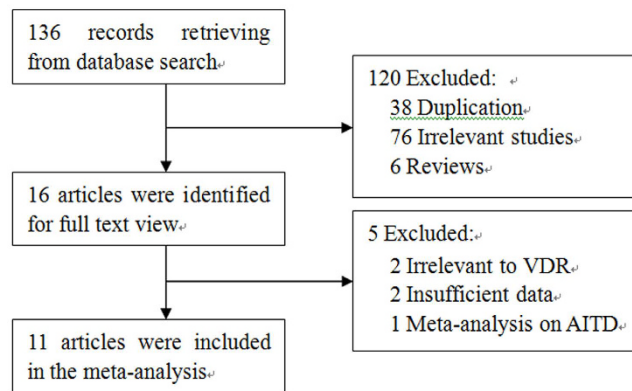 136 records retrieving
from database search
120 Excluded:
38 Duplication
76 Irrelevant studies
6 Reviews
16 articles were identified
for full text view
5 Excluded:
2 Irrelevant to VDR
2 Insufficient data
1 Meta-analysis on AITD
11 articles were included
in the meta-analysis